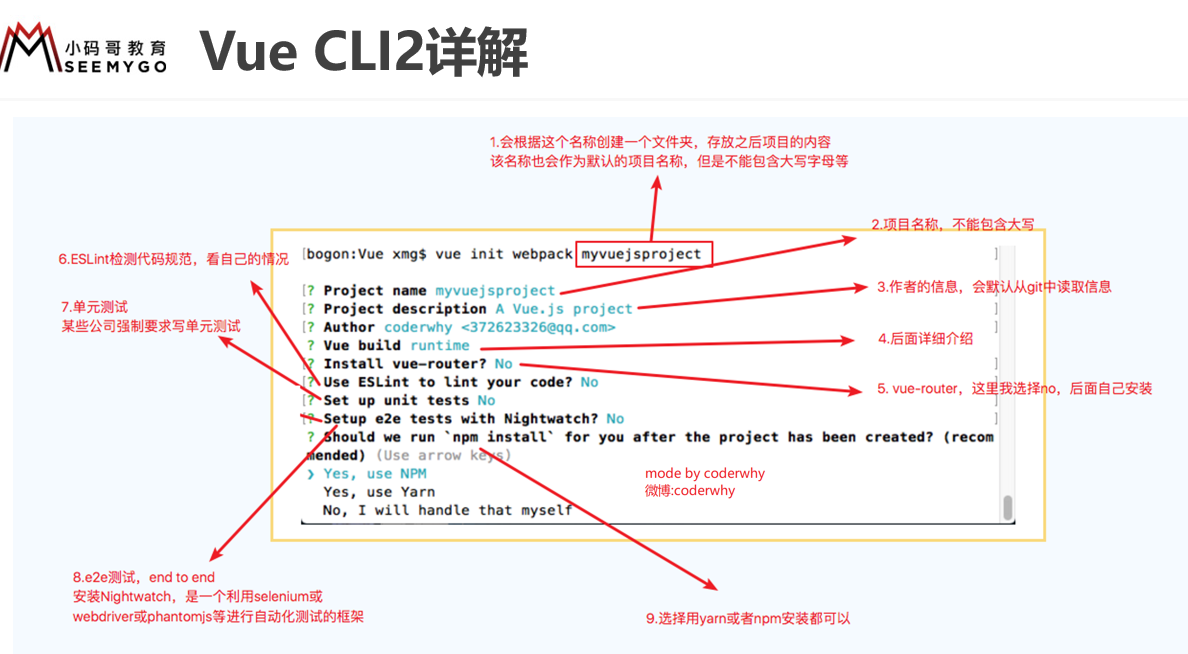 小码哥教育
SEEMYGO
Vue CLI2详解
1.会根据这个名称创建一个文件夹，存放之后项目的内容
该名称也会作为默认的项目名称，但是不能包含大写字母等
2.项目名称，不能包含大写
6.ESLint检测代码规范，看自己的情况
[bogon:Vue xmg$ vue init webpack myvuejsproject ]
3.作者的信息，会默认从git中读取信息
[? Project name myvuejsproject ]
7.单元测试
某些公司强制要求写单元测试
[? Project description A Vue.js project ]
[? Author coderwhy <372623326@qq.com> ]
4.后面详细介绍
? Vue build runtime
[? Install vue-router? No ]
[? Use ESLint to lint your code? No ]
5. vue-router，这里我选择no，后面自己安装
[? Set up unit tests No ]
[? Setup e2e tests with Nightwatch? No ]
? Should we run `npm install` for you after the project has been created? (recom
mended) (Use arrow keys)
❯ Yes, use NPM
Yes, use Yarn
No, I will handle that myself
mode by coderwhy
微博:coderwhy
8.e2e测试，end to end
安装Nightwatch，是一个利用selenium或
webdriver或phantomjs等进行自动化测试的框架
9.选择用yarn或者npm安装都可以